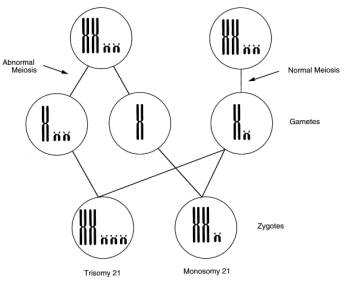 Abnormal
Meiosis
Normal Meiosis
Gametes
Zygotes
Trisomy 21
Monosomy 21